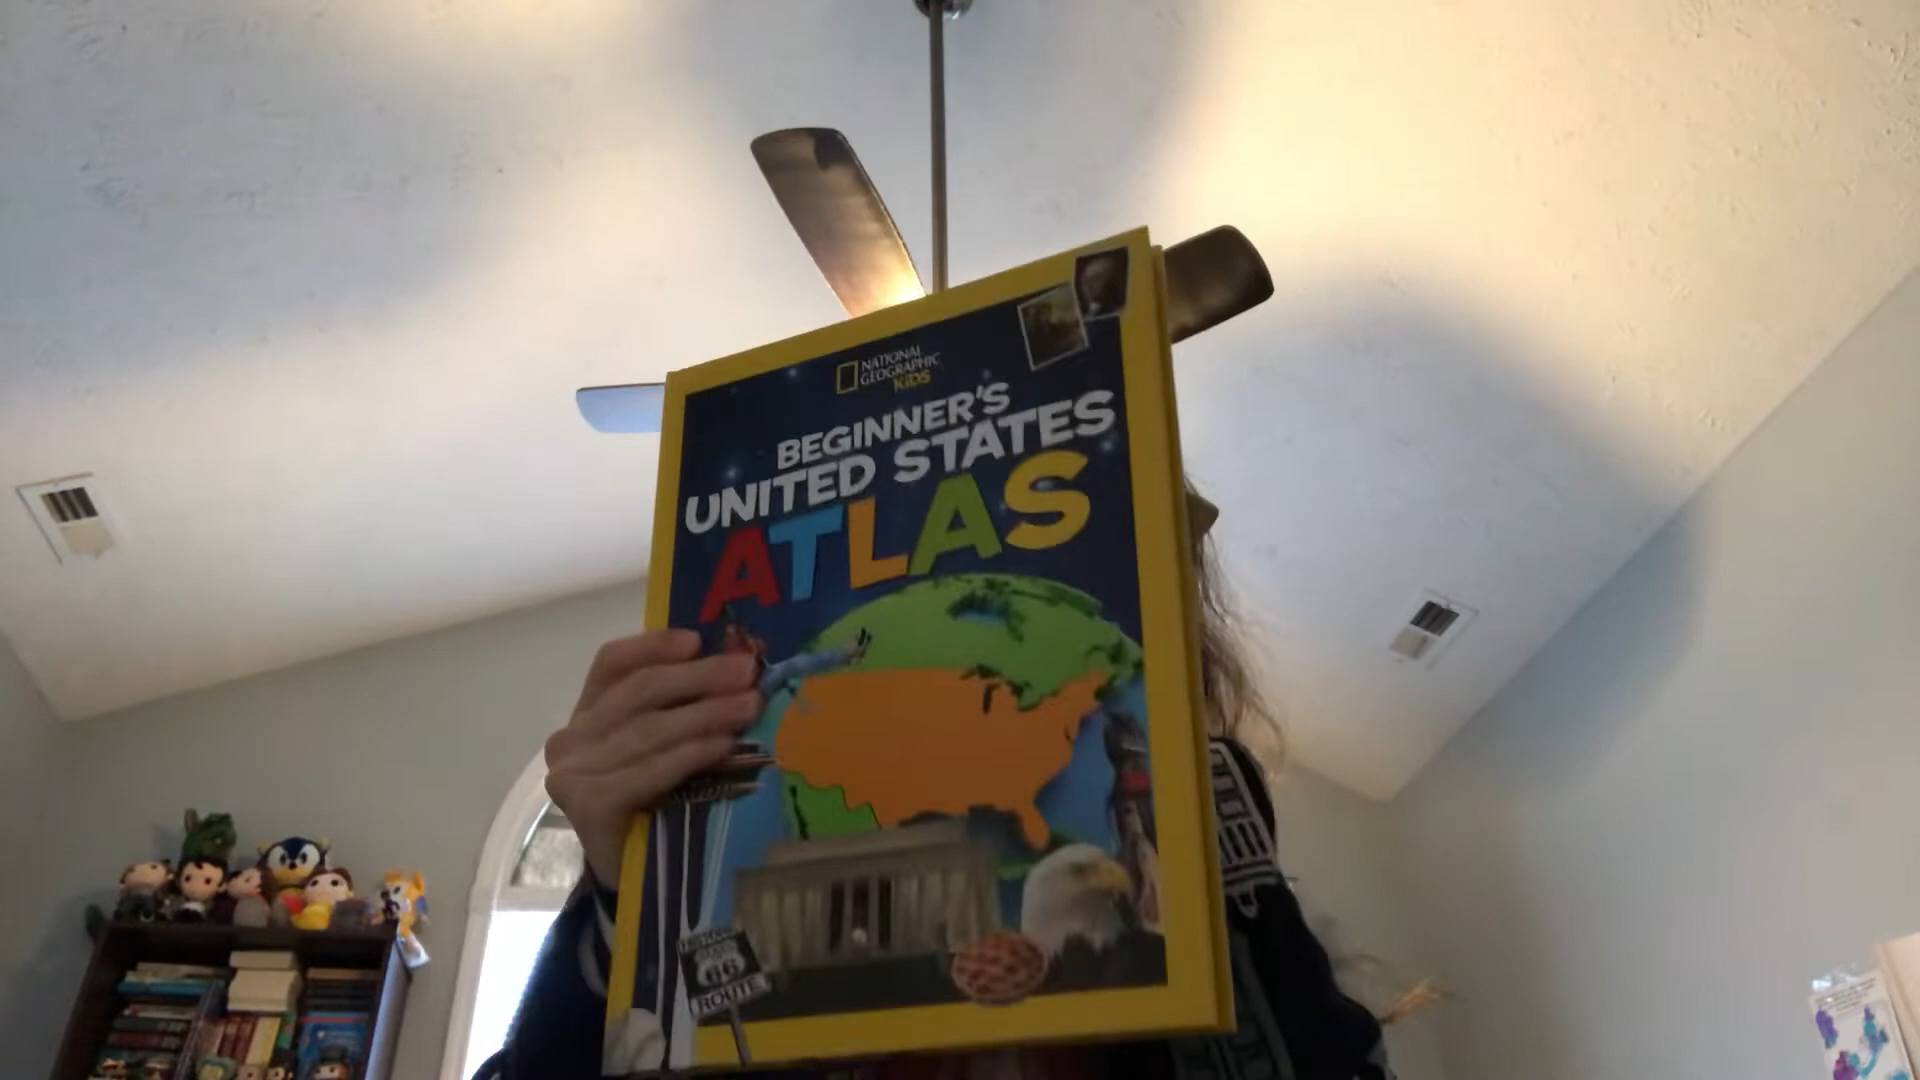 NATIONAL
GEOGRAPHIC
KiDS
BEGINNER'S
UNITED STATES
ATLAS
66
ROUTE